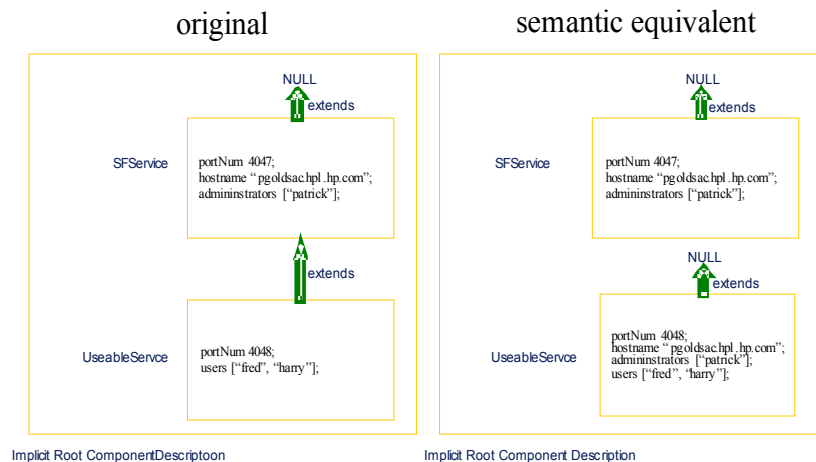 original
NULL
extends
SFService
portNum 4047;
hostname “pgoldsac.hpl.hp.com”;
admininstrators [“patrick”];
extends
UseableServce
portNum 4048;
users [“fred”, “harry”];
Implicit Root ComponentDescriptoon
semantic equivalent
NULL
extends
SFService
portNum 4047;
hostname “pgoldsac.hpl.hp.com”;
admininstrators [“patrick”];
NULL
extends
UseableServce
portNum 4048;
hostname “pgoldsac.hpl.hp.com”;
admininstrators [“patrick”];
users [“fred”, “harry”];
Implicit Root Component Description